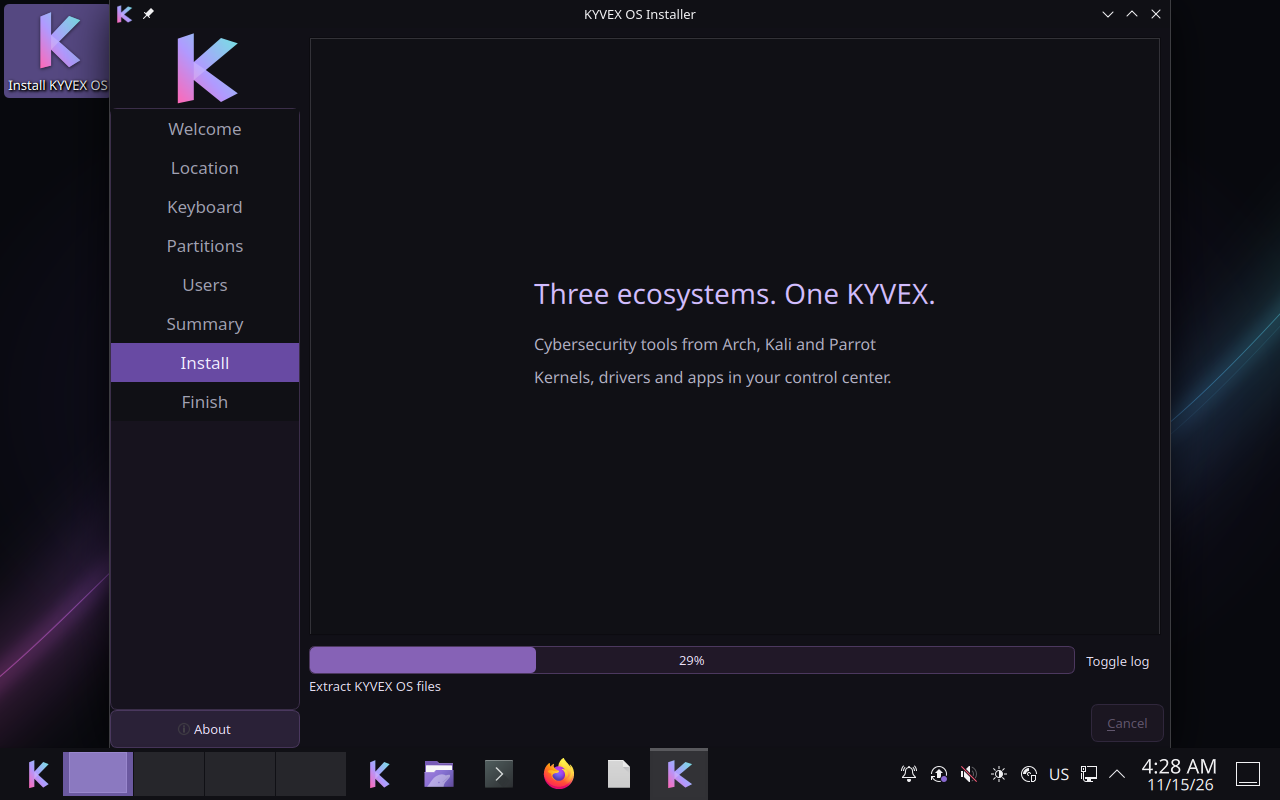 Install KYVEX OS
KYVEX OS Installer
Welcome
Location
Keyboard
Partitions
Users
Summary
Install
Finish
About
Three ecosystems. One KYVEX.
Cybersecurity tools from Arch, Kali and Parrot
Kernels, drivers and apps in your control center.
29%
Toggle log
Extract KYVEX OS files
Cancel
US
4:28 AM
11/15/26